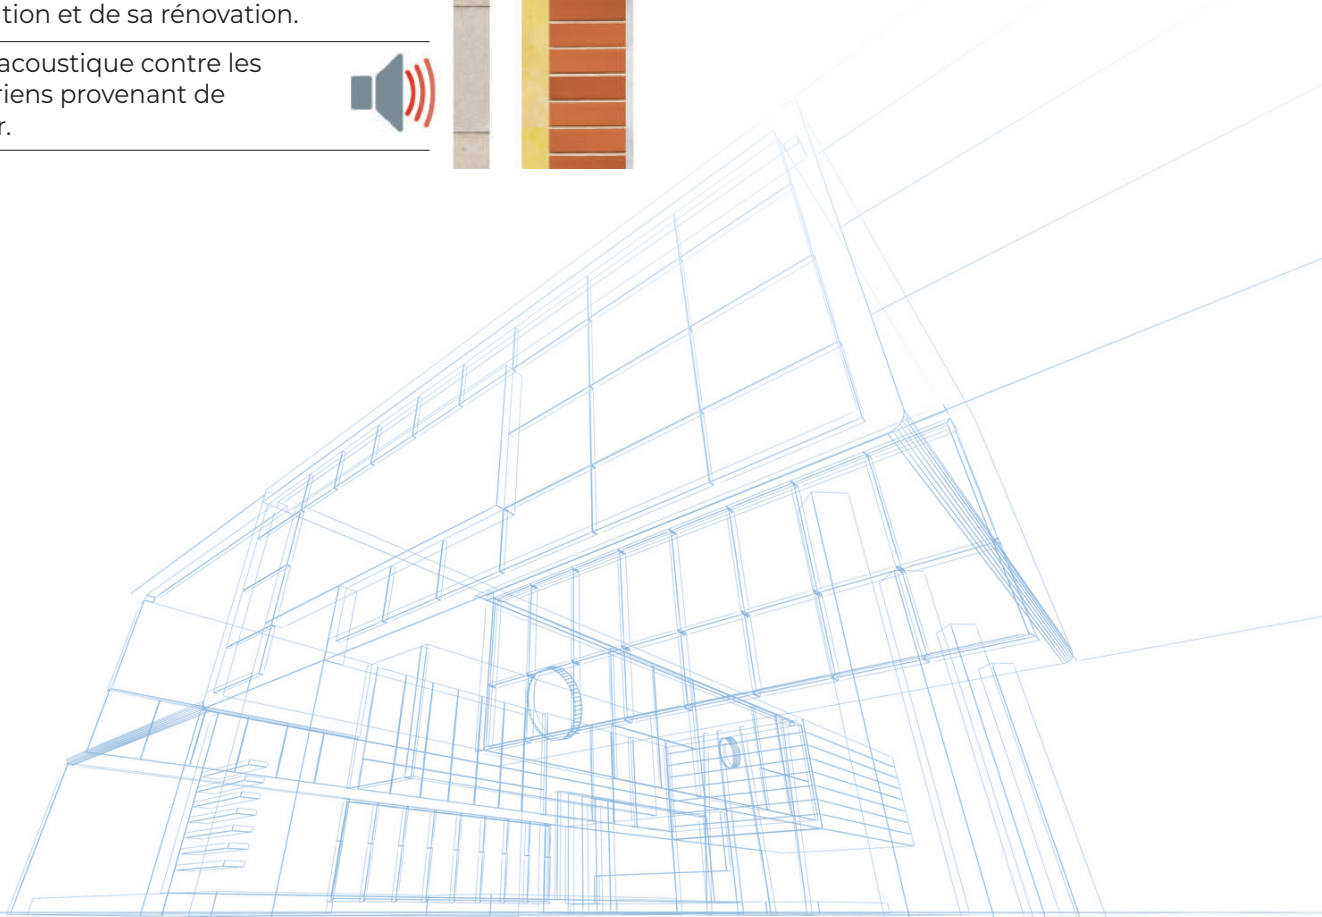 tion et de sa rénovation.
acoustique contre les
riens provenant de
r.